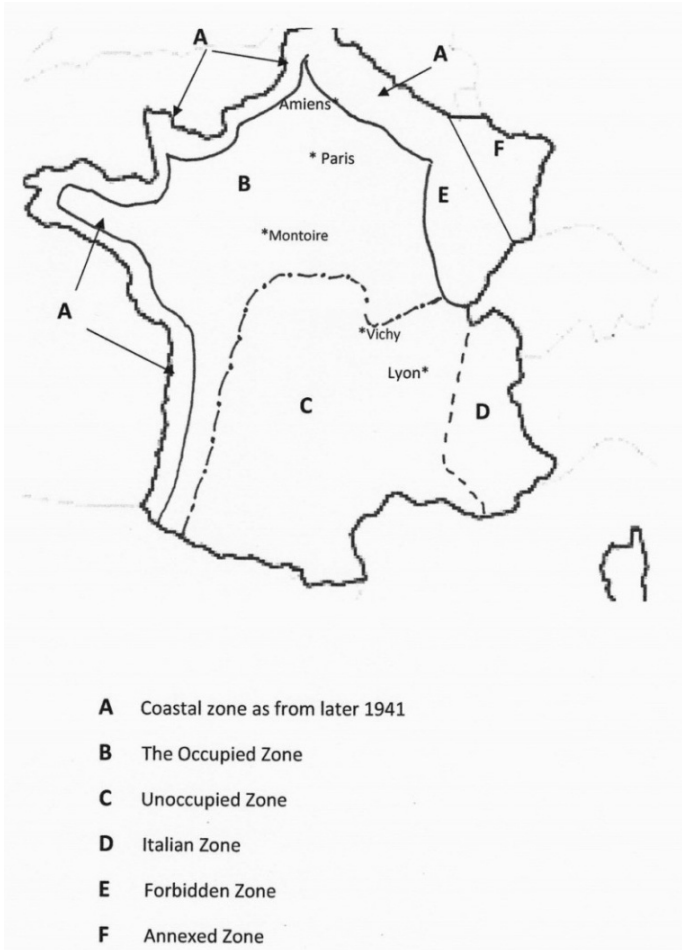 A
A
Amiens
F
* Paris
B
E
*Montoire
A
*Vichy
Lyon*
C
D
A Coastal zone as from later 1941
B The Occupied Zone
C Unoccupied Zone
D Italian Zone
E Forbidden Zone
F Annexed Zone